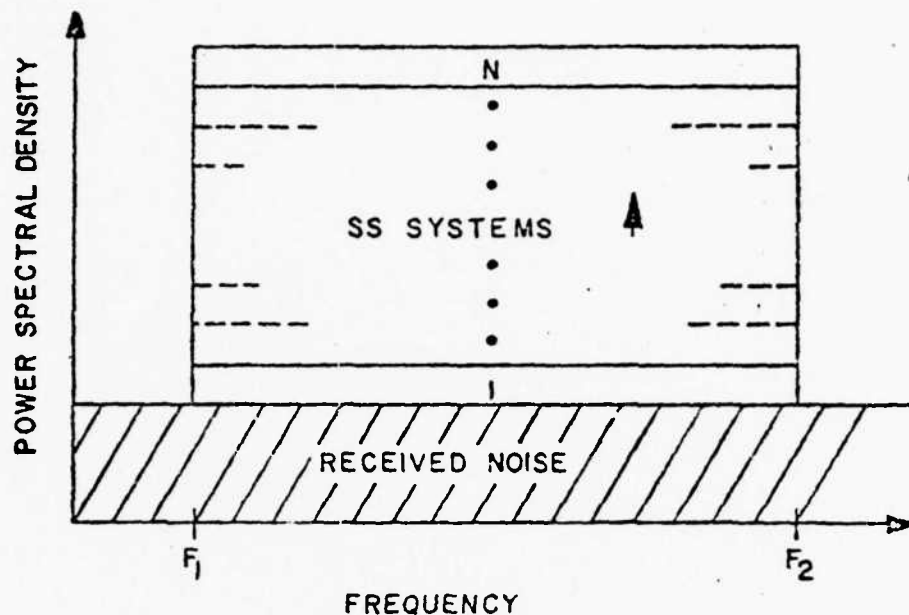 POWER SPECTRAL DENSITY
N
SS SYSTEMS
1
RECEIVED NOISE
F1
F2
FREQUENCY